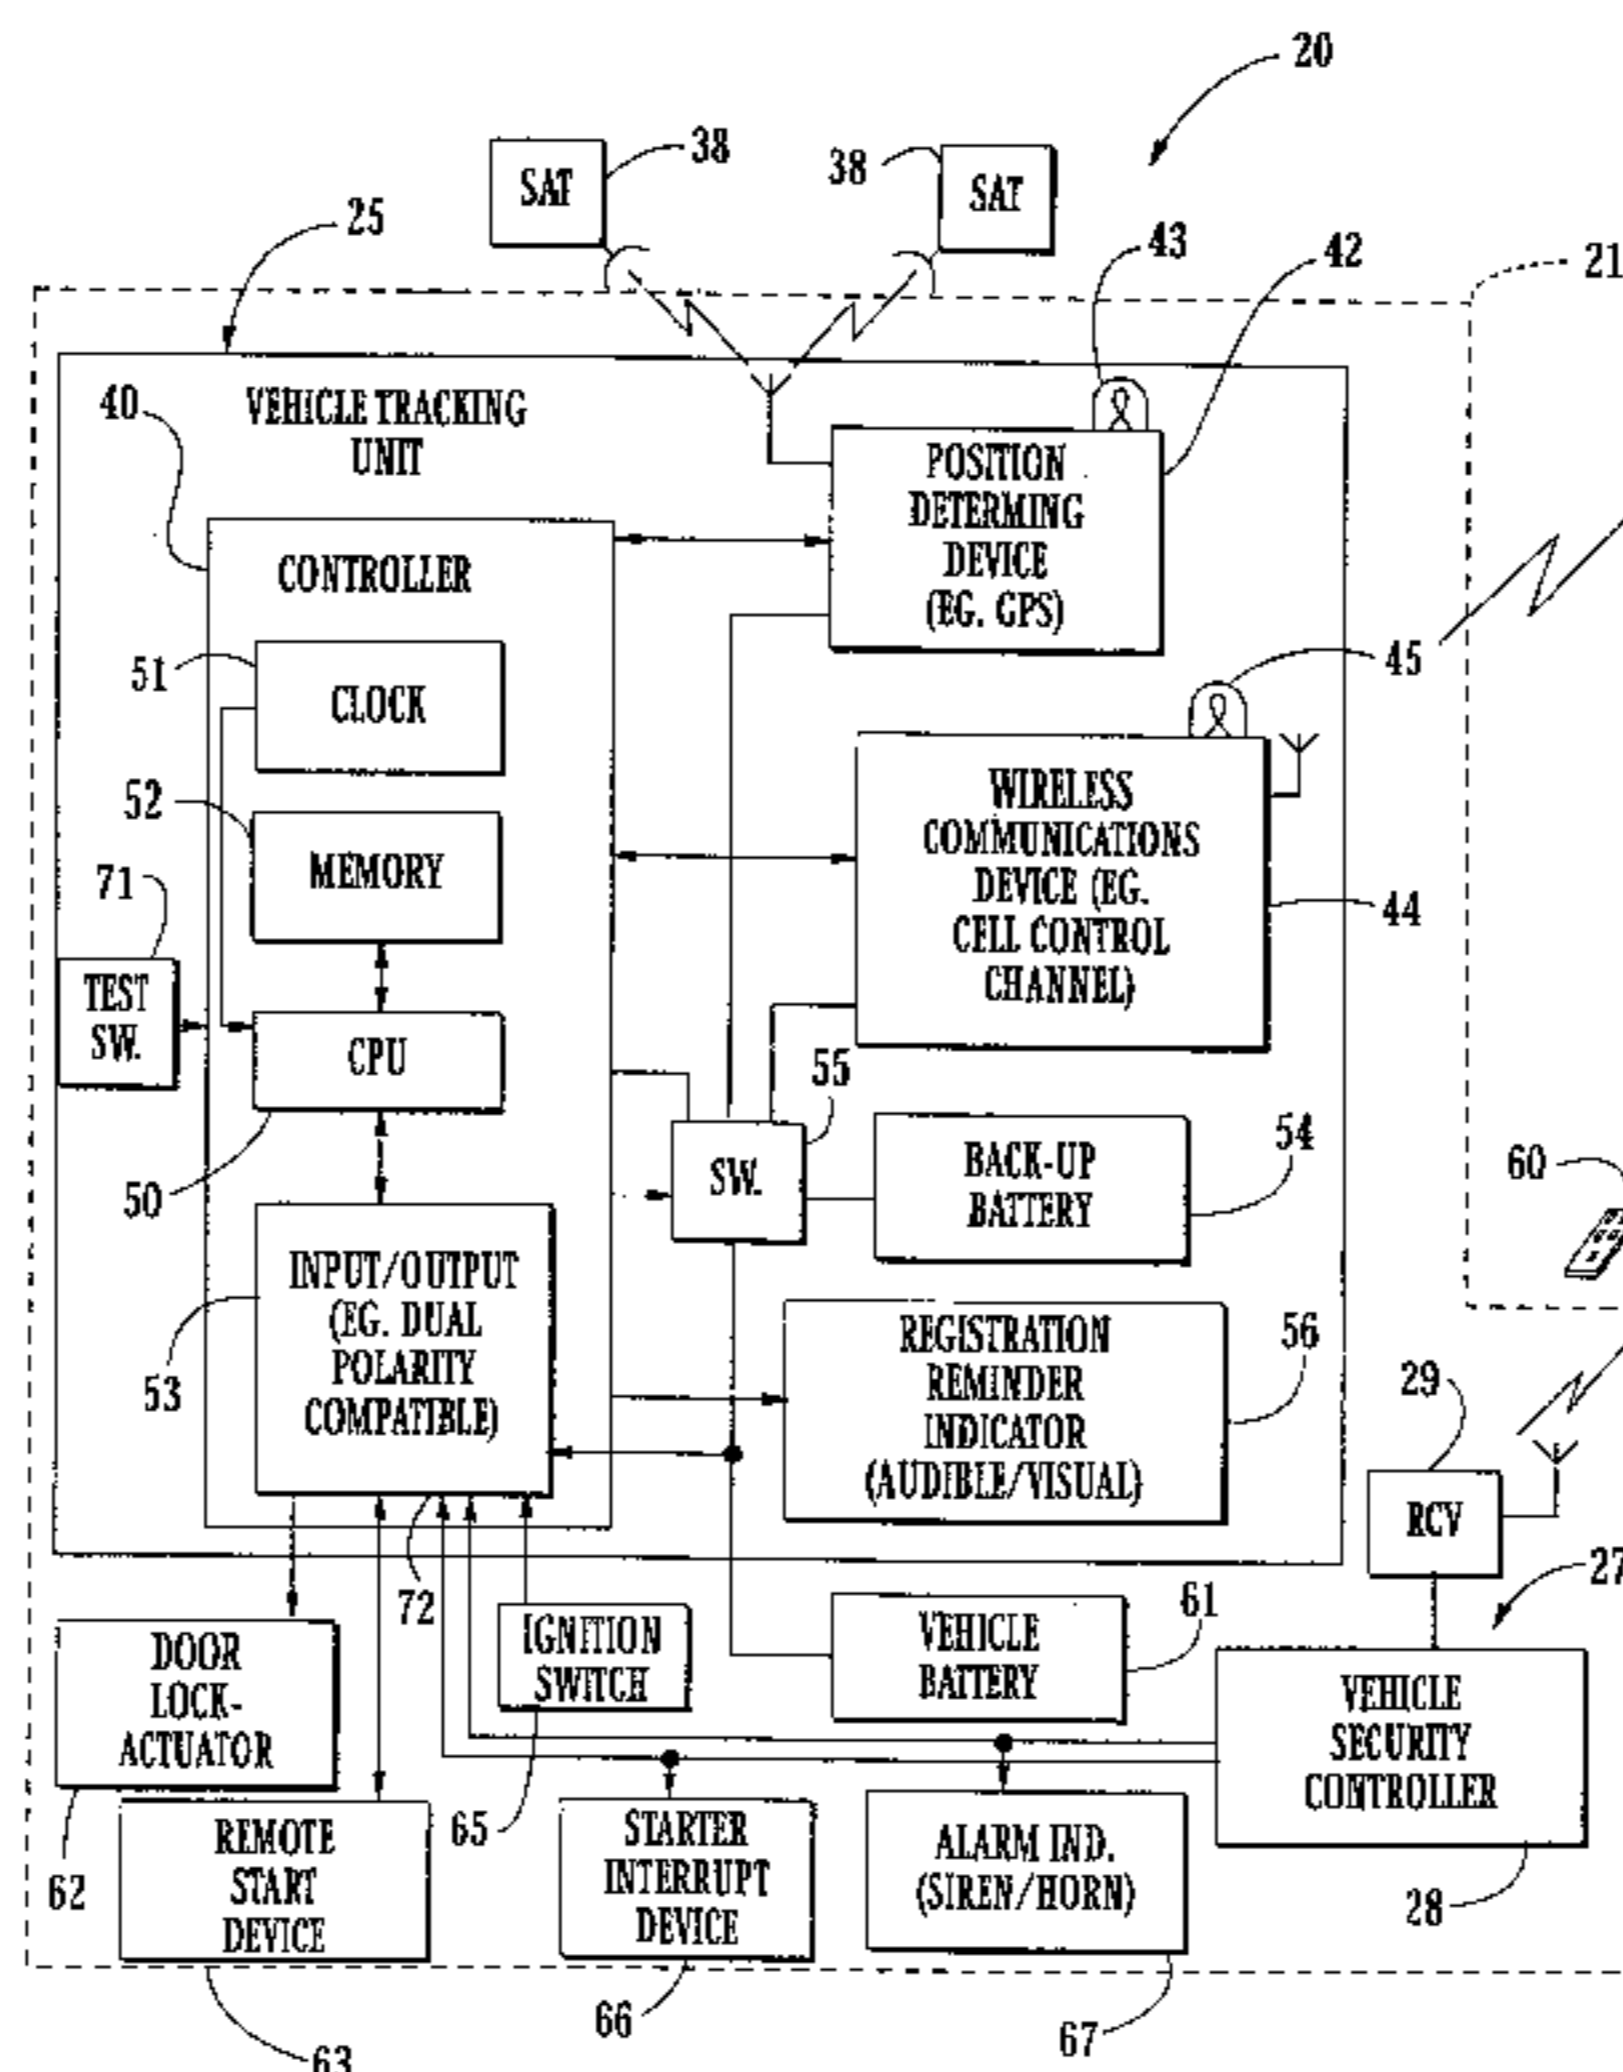 20
SAT
38
38
SAT
25
43
42
21
40
VEHICLE TRACKING
UNIT
POSITION
DETERMING
DEVICE
(EG. GPS)
CONTROLLER
45
51
CLOCK
52
MEMORY
WIRELESS
COMMUNICATIONS
DEVICE (EG.
CELL CONTROL
CHANNEL)
44
71
TEST
SW.
CPU
50
55
SW.
BACK-UP
BATTERY
54
60
INPUT/OUTPUT
(EG. DUAL
POLARITY
COMPATIBLE)
53
REGISTRATION
REMINDER
INDICATOR
(AUDIBLE/VISUAL)
56
29
RCV
27
72
IGNITION
SWITCH
VEHICLE
BATTERY
61
DOOR
LOCK-
ACTUATOR
VEHICLE
SECURITY
CONTROLLER
62
REMOTE
START
DEVICE
65
STARTER
INTERRUPT
DEVICE
ALARM IND.
(SIREN/HORN)
28
63
66
67